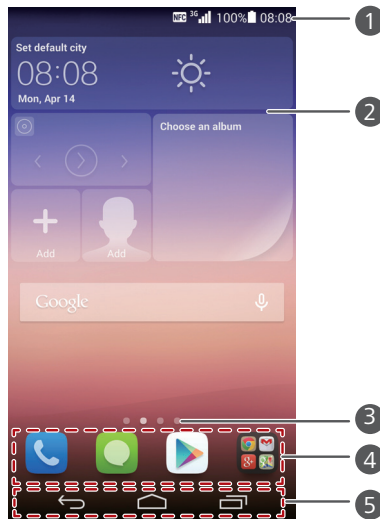 NFC 3G 100% 08:08
1
Set default city
08:08
Mon, Apr 14
2
Choose an album
Add
Add
Google
3
4
5